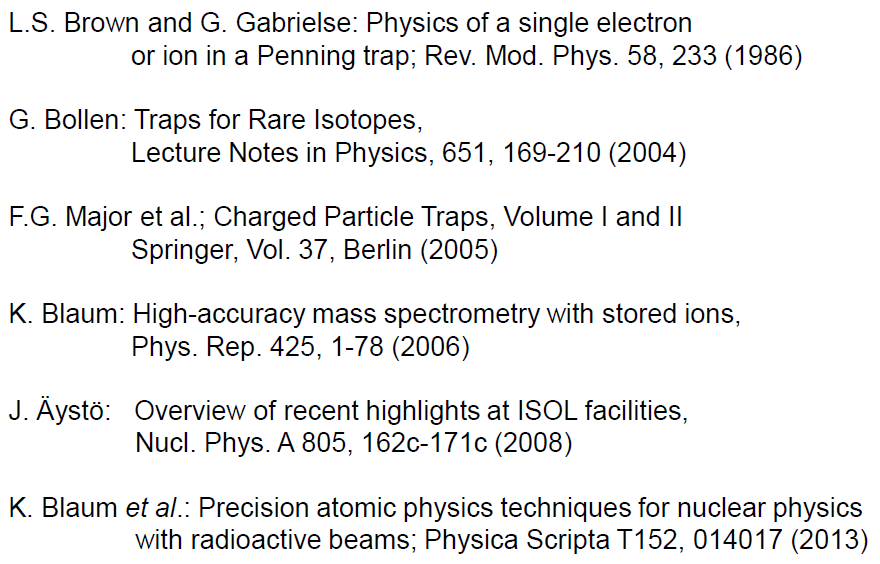 L.S. Brown and G. Gabrielse: Physics of a single electron
or ion in a Penning trap; Rev. Mod. Phys. 58, 233 (1986)
G. Bollen: Traps for Rare Isotopes,
Lecture Notes in Physics, 651, 169-210 (2004)
F.G. Major et al.; Charged Particle Traps, Volume I and II
Springer, Vol. 37, Berlin (2005)
K. Blaum: High-accuracy mass spectrometry with stored ions,
Phys. Rep. 425, 1-78 (2006)
J. Äystö: Overview of recent highlights at ISOL facilities,
Nucl. Phys. A 805, 162c-171c (2008)
K. Blaum et al.: Precision atomic physics techniques for nuclear physics
with radioactive beams; Physica Scripta T152, 014017 (2013)